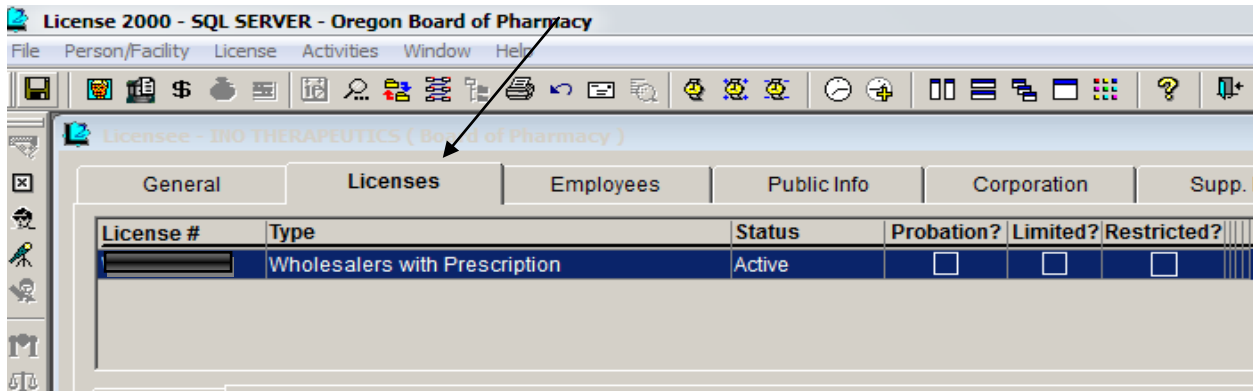 License 2000 - SQL SERVER - Oregon Board of Pharmacy
File Person/Facility License Activities Window Help
Licensee - INO THERAPEUTICS ( Board of Pharmacy )
General Licenses Employees Public Info Corporation Supp.
License # Type Status Probation? Limited? Restricted?
Wholesalers with Prescription Active